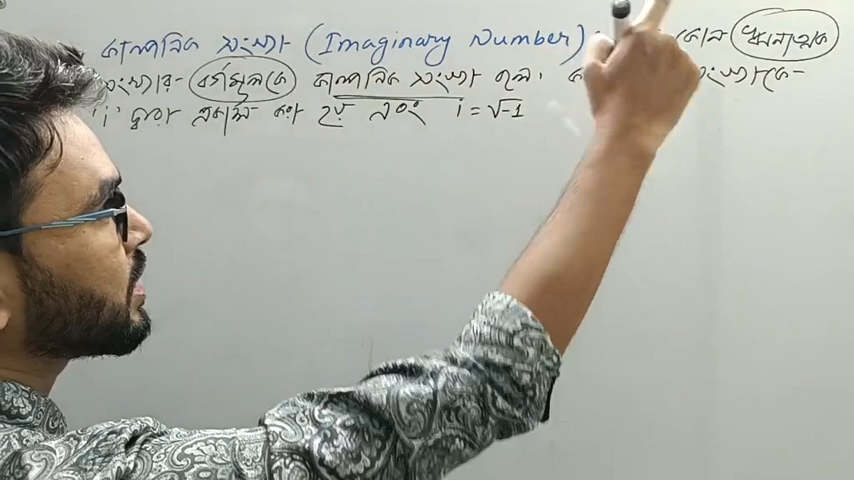 কাল্পনিক সংখ্যা (Imaginary Number) : কোন ঋণাত্মক
সংখ্যার বর্গমূলকে কাল্পনিক সংখ্যা বলে। সংখ্যাকে
'i' দ্বারা প্রকাশ করা হয় এবং i = √-1